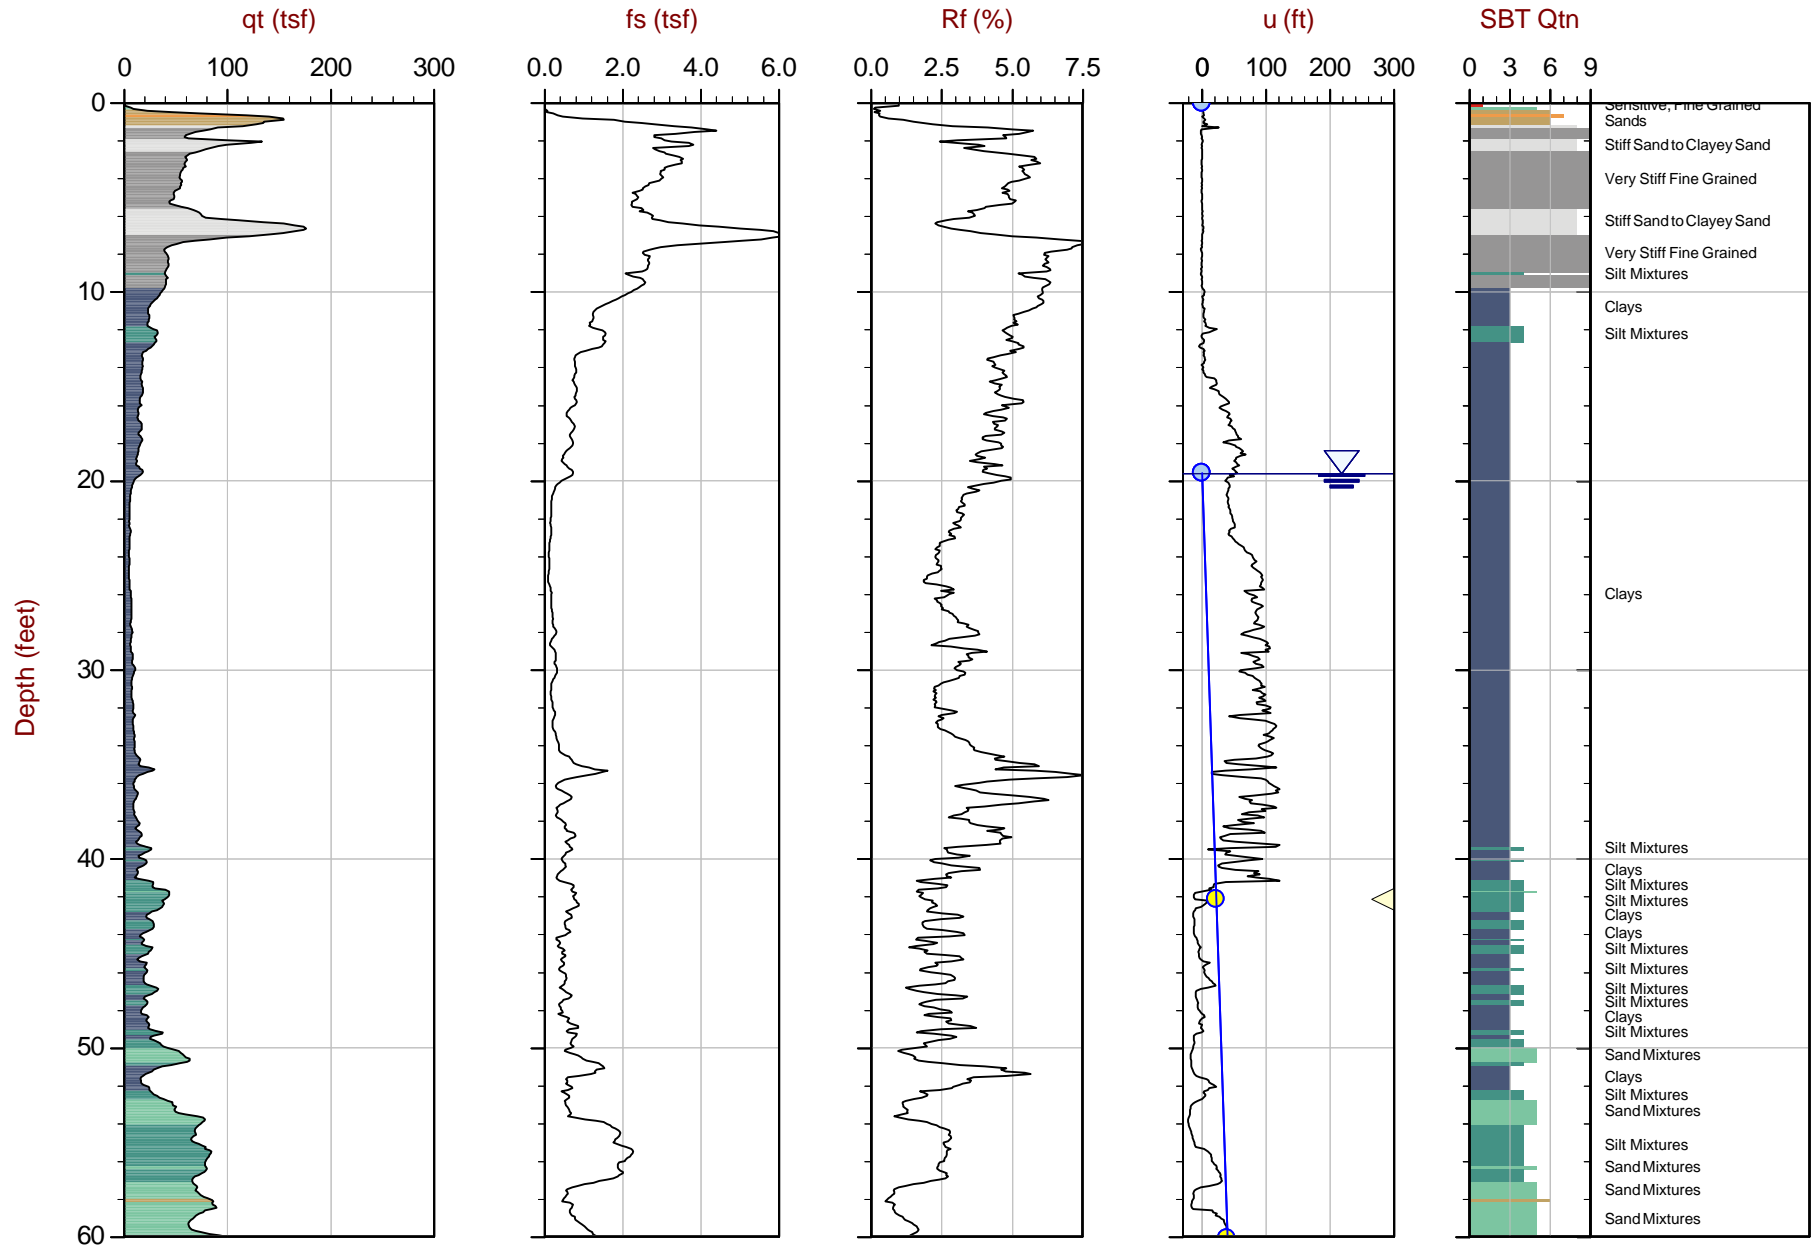 qt (tsf) fs (tsf) Rf (%) u (ft) SBT Qtn
0 100 200 300 0.0 2.0 4.0 6.0 0.0 2.5 5.0 7.5 0 100 200 300 0 3 6 9
0
10
20
30
40
50
60
Depth (feet)
Sensitive, Fine Grained
Sands
Stiff Sand to Clayey Sand
Very Stiff Fine Grained
Stiff Sand to Clayey Sand
Very Stiff Fine Grained
Silt Mixtures
Clays
Silt Mixtures
Clays
Silt Mixtures
Clays
Silt Mixtures
Silt Mixtures
Clays
Clays
Silt Mixtures
Silt Mixtures
Silt Mixtures
Silt Mixtures
Clays
Silt Mixtures
Sand Mixtures
Clays
Silt Mixtures
Sand Mixtures
Silt Mixtures
Sand Mixtures
Sand Mixtures
Sand Mixtures